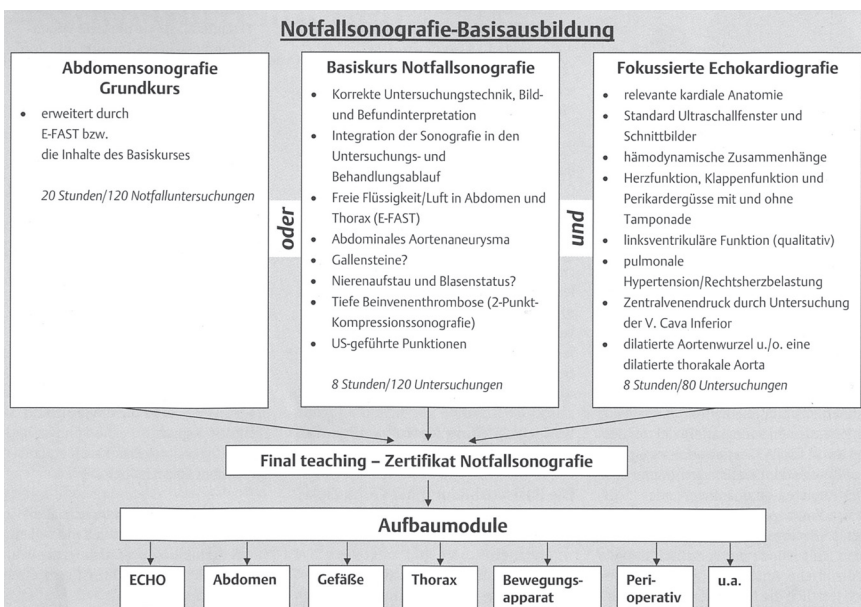 Notfallsonografie-Basisausbildung
Abdomensonografie
Grundkurs
• erweitert durch
E-FAST bzw.
die Inhalte des Basiskurses
20 Stunden/120 Notfalluntersuchungen
oder
Basiskurs Notfallsonografie
• Korrekte Untersuchungstechnik, Bild-
und Befundinterpretation
• Integration der Sonografie in den
Untersuchungs- und
Behandlungsablauf
• Freie Flüssigkeit/Luft in Abdomen und
Thorax (E-FAST)
• Abdominales Aortenaneurysma
• Gallensteine?
• Nierenaufstau und Blasenstatus?
• Tiefe Beinvenenthrombose (2-Punkt-
Kompressionssonografie)
• US-geführte Punktionen
8 Stunden/120 Untersuchungen
und
Fokussierte Echokardiografie
• relevante kardiale Anatomie
• Standard Ultraschallfenster und
Schnittbilder
• hämodynamische Zusammenhänge
• Herzfunktion, Klappenfunktion und
Perikardergüsse mit und ohne
Tamponade
• linksventrikuläre Funktion (qualitativ)
• pulmonale
Hypertension/Rechtsherzbelastung
• Zentralvenendruck durch Untersuchung
der V. Cava Inferior
• dilatierte Aortenwurzel u./o. eine
dilatierte thorakale Aorta
8 Stunden/80 Untersuchungen
Final teaching – Zertifikat Notfallsonografie
Aufbaumodule
ECHO
Abdomen
Gefäße
Thorax
Bewegungs-
apparat
Peri-
operativ
u.a.